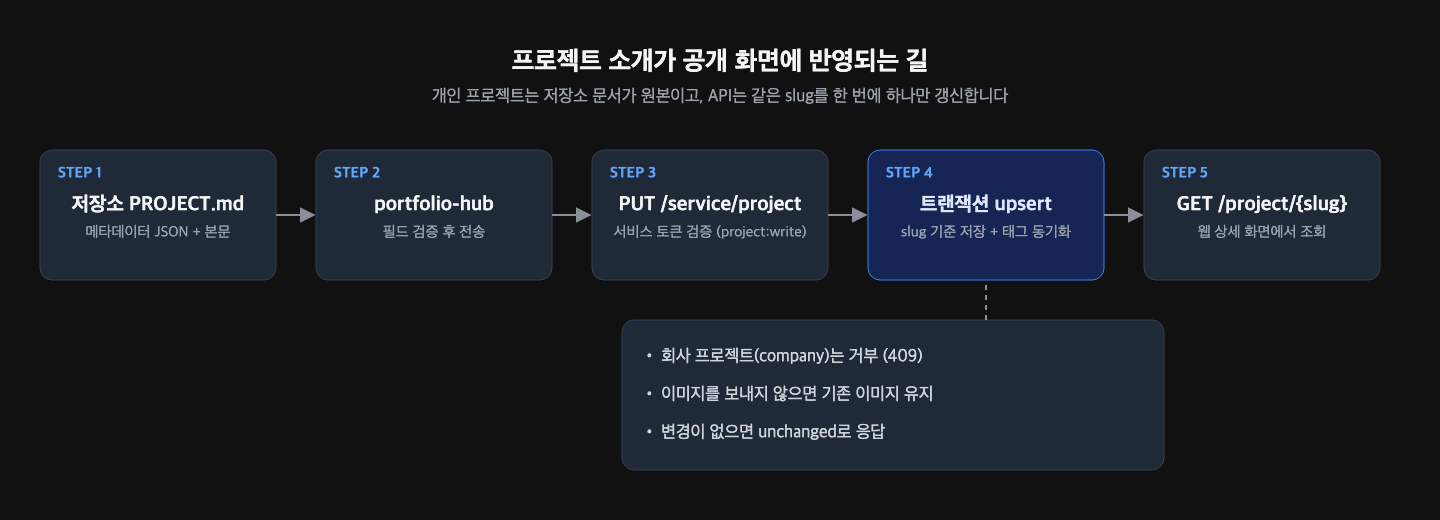 프로젝트 소개가 공개 화면에 반영되는 길
개인 프로젝트는 저장소 문서가 원본이고, API는 같은 slug를 한 번에 하나만 갱신합니다
STEP 1
저장소 PROJECT.md
메타데이터 JSON + 본문
STEP 2
portfolio-hub
필드 검증 후 전송
STEP 3
PUT /service/project
서비스 토큰 검증 (project:write)
STEP 4
트랜잭션 upsert
slug 기준 저장 + 태그 동기화
STEP 5
GET /project/{slug}
웹 상세 화면에서 조회
• 회사 프로젝트(company)는 거부 (409)
• 이미지를 보내지 않으면 기존 이미지 유지
• 변경이 없으면 unchanged로 응답